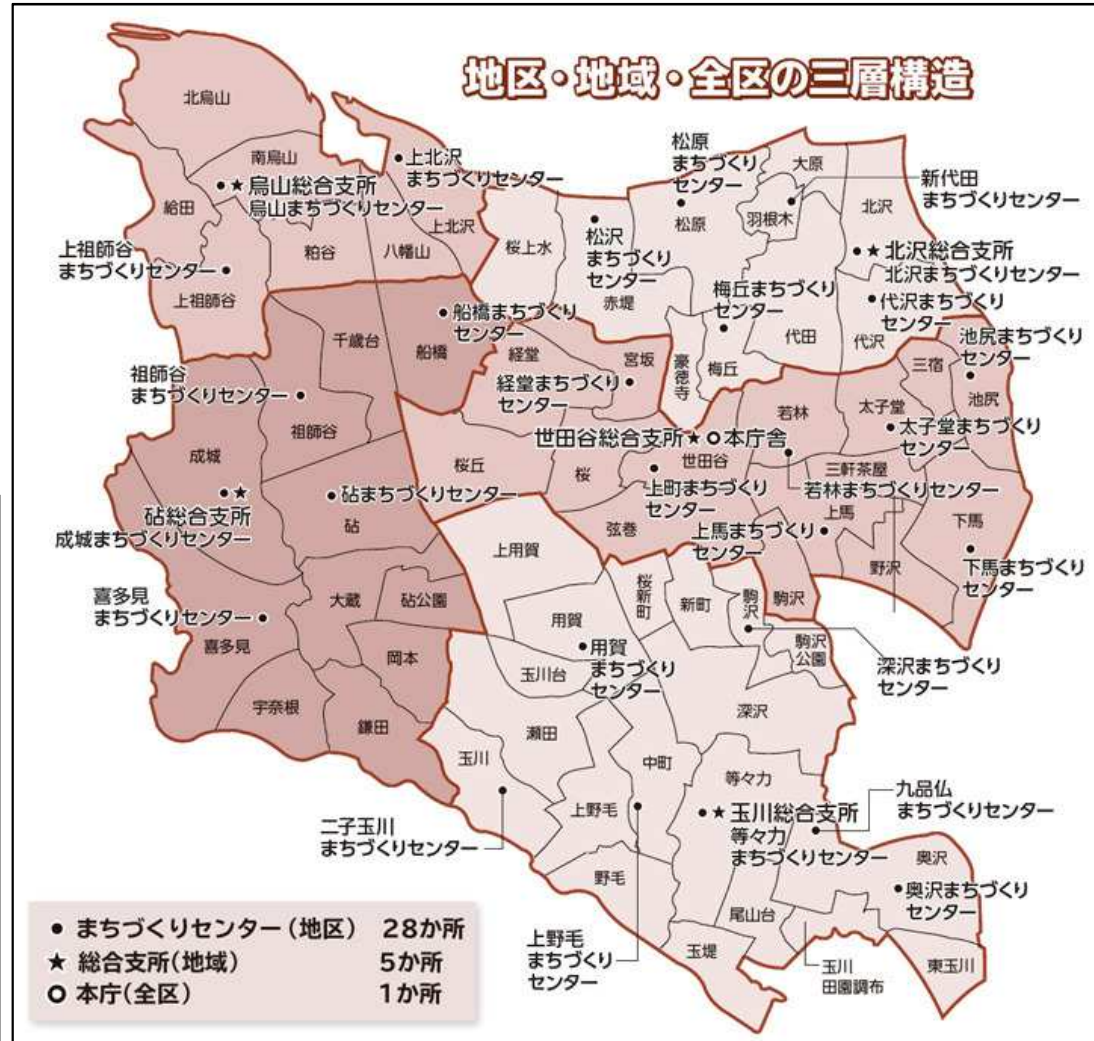 地区・地域・全区の三層構造
北烏山
南烏山
烏山総合支所
烏山まちづくりセンター
給田
粕谷
八幡山
上北沢
上北沢
まちづくりセンター
上祖師谷
まちづくりセンター
上祖師谷
桜上水
松沢
まちづくり
センター
松原
まちづくり
センター
松原
赤堤
大原
羽根木
新代田
まちづくりセンター
北沢
北沢総合支所
北沢まちづくりセンター
代沢まちづくり
センター
代沢
代田
梅丘まちづくり
センター
梅丘
豪徳寺
千歳台
船橋
船橋まちづくり
センター
祖師谷
まちづくりセンター
祖師谷
成城
砧総合支所
成城まちづくりセンター
砧まちづくりセンター
砧
喜多見
まちづくりセンター
喜多見
大蔵
砧公園
岡本
宇奈根
鎌田
経堂
宮坂
経堂まちづくり
センター
桜丘
桜
世田谷総合支所
本庁舎
世田谷
上町まちづくり
センター
弦巻
若林
若林まちづくりセンター
太子堂
太子堂まちづくり
センター
三宿
池尻まちづくり
センター
池尻
三軒茶屋
上馬
上馬まちづくり
センター
下馬
下馬まちづくり
センター
野沢
駒沢
上用賀
用賀
用賀
まちづくり
センター
玉川台
桜新町
新町
駒沢
駒沢
公園
深沢まちづくり
センター
深沢
瀬田
玉川
二子玉川
まちづくりセンター
中町
上野毛
上野毛
まちづくり
センター
野毛
等々力
玉川総合支所
等々力
まちづくりセンター
九品仏
まちづくりセンター
奥沢
奥沢まちづくり
センター
尾山台
玉堤
玉川
田園調布
東玉川
まちづくりセンター(地区) 28か所
総合支所(地域) 5か所
本庁(全区) 1か所